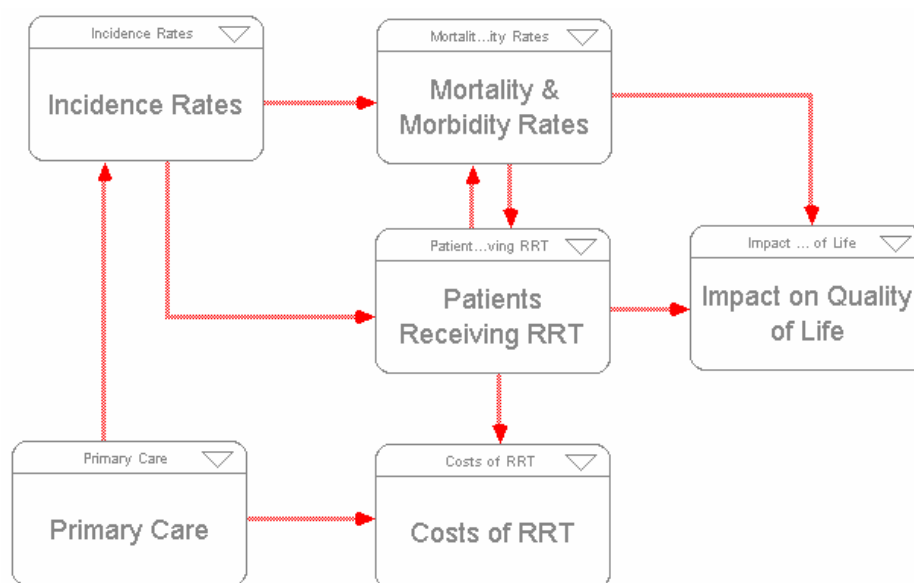 Incidence Rates
Incidence Rates
Mortalit...ity Rates
Mortality &
Morbidity Rates
Patient...ving RRT
Patients
Receiving RRT
Impact ... of Life
Impact on Quality
of Life
Primary Care
Primary Care
Costs of RRT
Costs of RRT